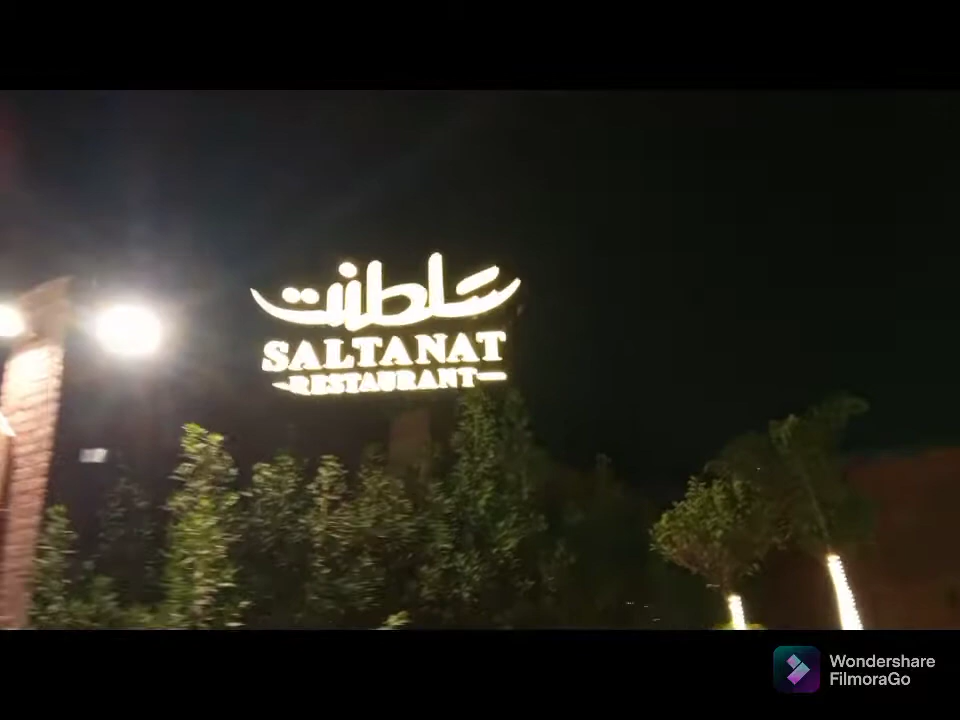 سلطنت
SALTANAT
RESTAURANT
Wondershare
FilmoraGo